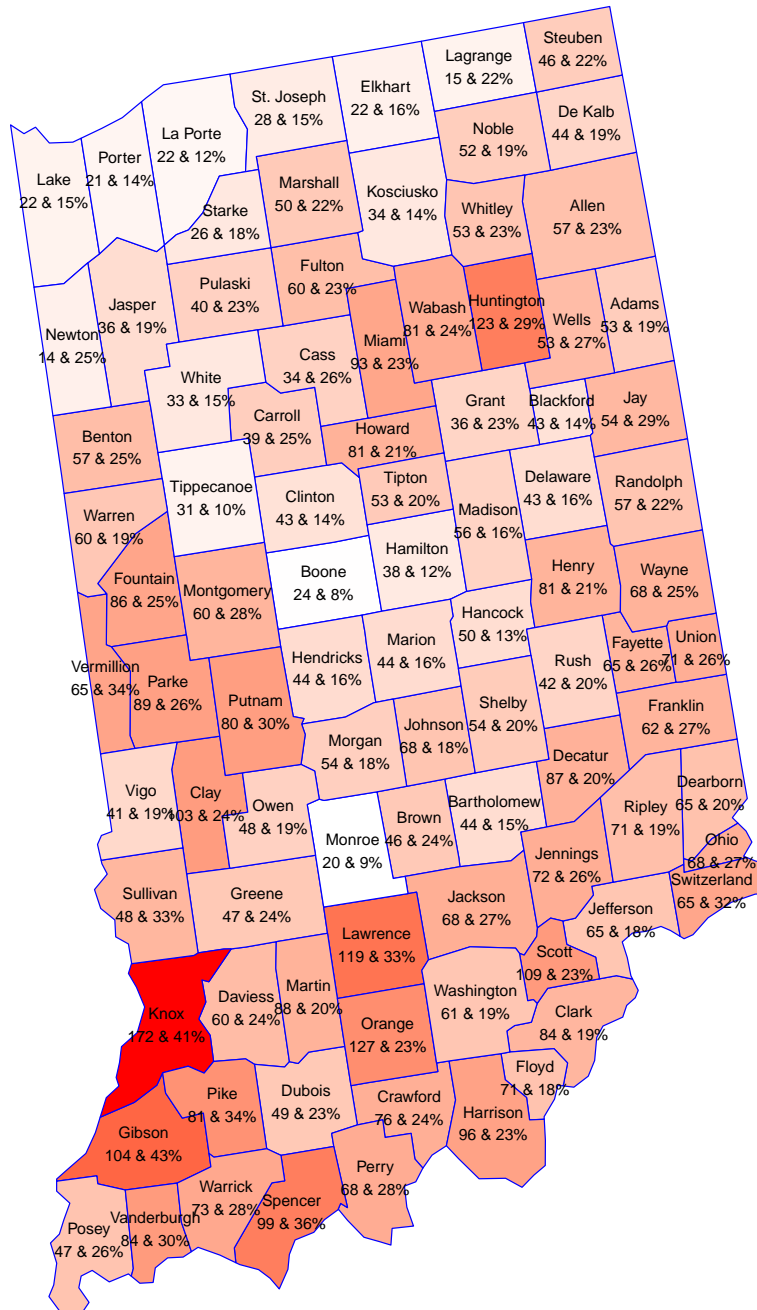 Steuben
46 & 22%
Lagrange
15 & 22%
Elkhart
22 & 16%
St. Joseph
28 & 15%
La Porte
22 & 12%
Porter
21 & 14%
Lake
22 & 15%
De Kalb
44 & 19%
Noble
52 & 19%
Marshall
50 & 22%
Kosciusko
34 & 14%
Starke
26 & 18%
Whitley
53 & 23%
Allen
57 & 23%
Fulton
60 & 23%
Pulaski
40 & 23%
Jasper
36 & 19%
Newton
14 & 25%
Wabash
81 & 24%
Huntington
123 & 29%
Wells
53 & 27%
Adams
53 & 19%
Miami
93 & 23%
Cass
34 & 26%
White
33 & 15%
Carroll
39 & 25%
Grant
36 & 23%
Blackford
43 & 14%
Jay
54 & 29%
Benton
57 & 25%
Howard
81 & 21%
Tipton
53 & 20%
Tippecanoe
31 & 10%
Clinton
43 & 14%
Delaware
43 & 16%
Randolph
57 & 22%
Warren
60 & 19%
Madison
56 & 16%
Hamilton
38 & 12%
Boone
24 & 8%
Fountain
86 & 25%
Montgomery
60 & 28%
Henry
81 & 21%
Wayne
68 & 25%
Hancock
50 & 13%
Marion
44 & 16%
Hendricks
44 & 16%
Vermillion
65 & 34%
Parke
89 & 26%
Putnam
80 & 30%
Rush
42 & 20%
Fayette
65 & 26%
Union
71 & 26%
Franklin
62 & 27%
Shelby
54 & 20%
Johnson
68 & 18%
Morgan
54 & 18%
Decatur
87 & 20%
Dearborn
65 & 20%
Vigo
41 & 19%
Clay
103 & 24%
Owen
48 & 19%
Monroe
20 & 9%
Brown
46 & 24%
Bartholomew
44 & 15%
Ripley
71 & 19%
Jennings
72 & 26%
Ohio
68 & 27%
Switzerland
65 & 32%
Sullivan
48 & 33%
Greene
47 & 24%
Jackson
68 & 27%
Jefferson
65 & 18%
Lawrence
119 & 33%
Scott
109 & 23%
Knox
172 & 41%
Daviess
60 & 24%
Martin
88 & 20%
Washington
61 & 19%
Orange
127 & 23%
Clark
84 & 19%
Floyd
71 & 18%
Pike
81 & 34%
Dubois
49 & 23%
Crawford
76 & 24%
Harrison
96 & 23%
Gibson
104 & 43%
Perry
68 & 28%
Warrick
73 & 28%
Spencer
99 & 36%
Vanderburgh
84 & 30%
Posey
47 & 26%